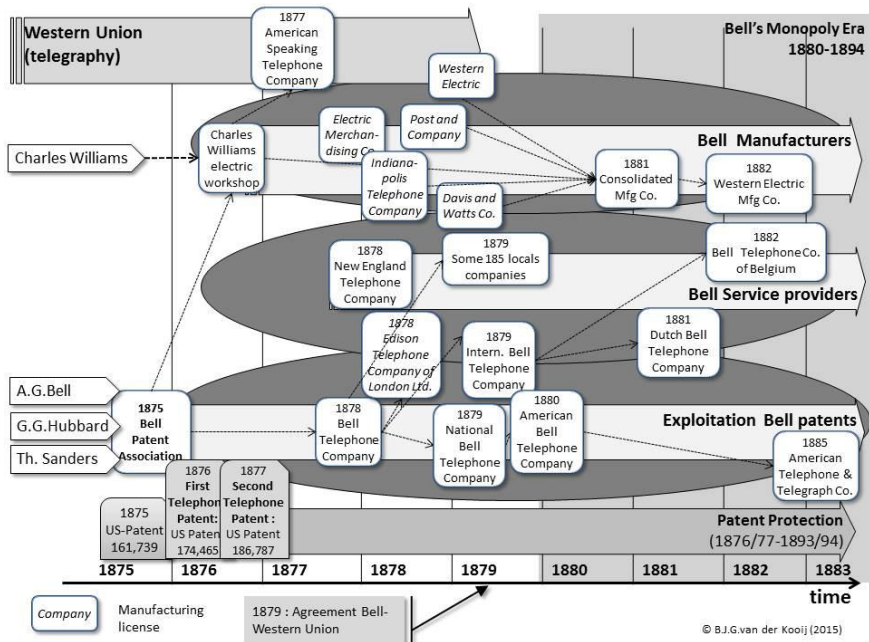 Western Union
(telegraphy)
1877
American
Speaking
Telephone
Company
Bell's Monopoly Era
1880-1894
Western
Electric
Charles Williams
Charles
Williams
electric
workshop
Electric
Merchan-
dising Co.
Post and
Company
Indiana-
polis
Telephone
Company
Davis and
Watts Co.
Bell Manufacturers
1881
Consolidated
Mfg Co.
1882
Western Electric
Mfg Co.
1878
New England
Telephone
Company
1879
Some 185 locals
companies
1882
Bell Telephone Co.
of Belgium
Bell Service providers
1878
Edison
Telephone
Company of
London Ltd.
1879
Intern. Bell
Telephone
Company
1881
Dutch Bell
Telephone
Company
A.G.Bell
G.G.Hubbard
Th. Sanders
1875
Bell
Patent
Association
1878
Bell
Telephone
Company
1879
National
Bell
Telephone
Company
1880
American
Bell
Telephone
Company
Exploitation Bell patents
1885
American
Telephone &
Telegraph Co.
1875
US-Patent
161,739
1876
First
Telephon
Patent:
US Paten
174,465
1877
Second
Telephone
Patent :
US Patent
186,787
Patent Protection
(1876/77-1893/94)
1875
1876
1877
1878
1879
1880
1881
1882
1883
time
Company
Manufacturing
license
1879 : Agreement Bell-
Western Union
© B.J.G.van der Kooij (2015)